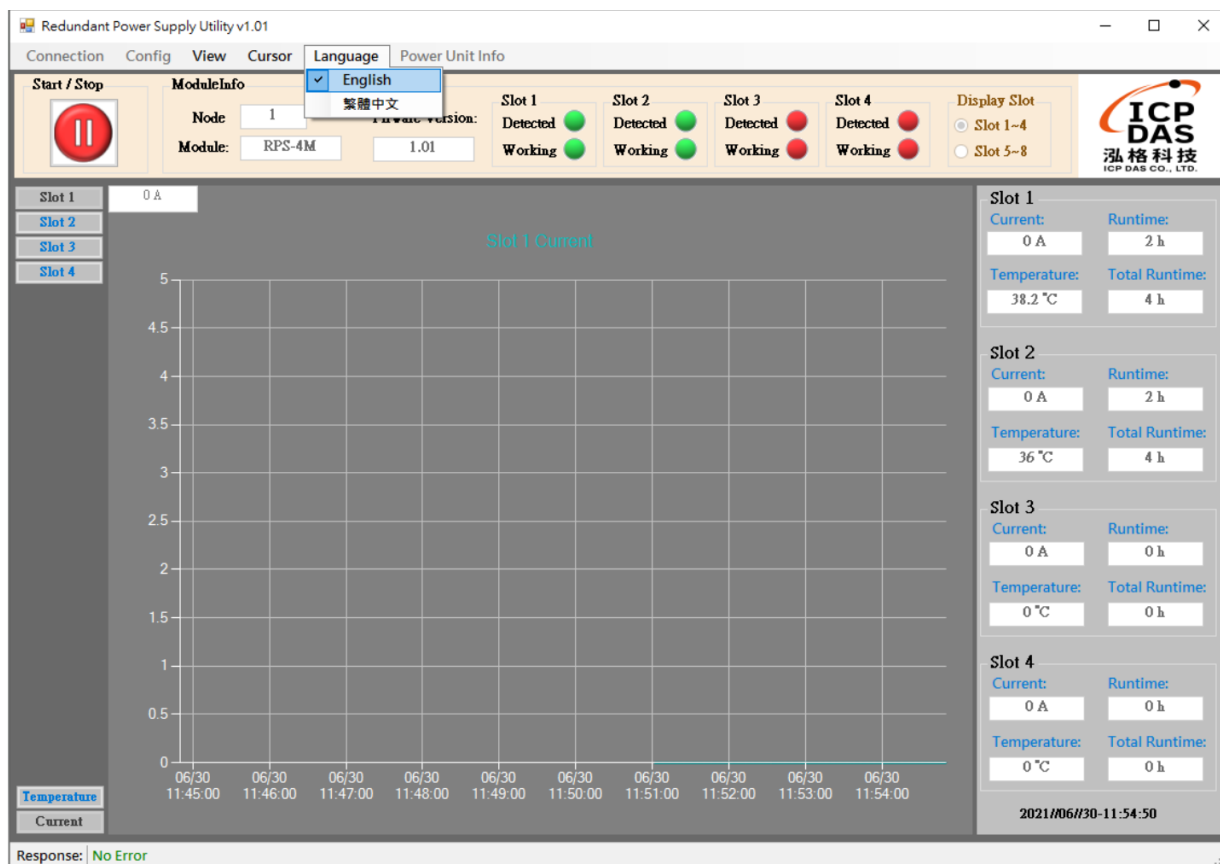 Redundant Power Supply Utility v1.01
Connection Config View Cursor Language Power Unit Info
English
繁體中文
Start / Stop
ModuleInfo
Node 1
Version:
Module: RPS-4M 1.01
Slot 1
Detected
Working
Slot 2
Detected
Working
Slot 3
Detected
Working
Slot 4
Detected
Working
Display Slot
Slot 1~4
Slot 5~8
ICP
DAS
泓格科技
ICP DAS CO., LTD.
Slot 1
Slot 2
Slot 3
Slot 4
0 A
Slot 1 Current
5
4.5
4
3.5
3
2.5
2
1.5
1
0.5
0
06/30 06/30 06/30 06/30 06/30 06/30 06/30 06/30 06/30 06/30
11:45:00 11:46:00 11:47:00 11:48:00 11:49:00 11:50:00 11:51:00 11:52:00 11:53:00 11:54:00
Temperature
Current
Slot 1
Current: Runtime:
0 A 2 h
Temperature: Total Runtime:
38.2 °C 4 h
Slot 2
Current: Runtime:
0 A 2 h
Temperature: Total Runtime:
36 °C 4 h
Slot 3
Current: Runtime:
0 A 0 h
Temperature: Total Runtime:
0 °C 0 h
Slot 4
Current: Runtime:
0 A 0 h
Temperature: Total Runtime:
0 °C 0 h
2021//06//30-11:54:50
Response: No Error